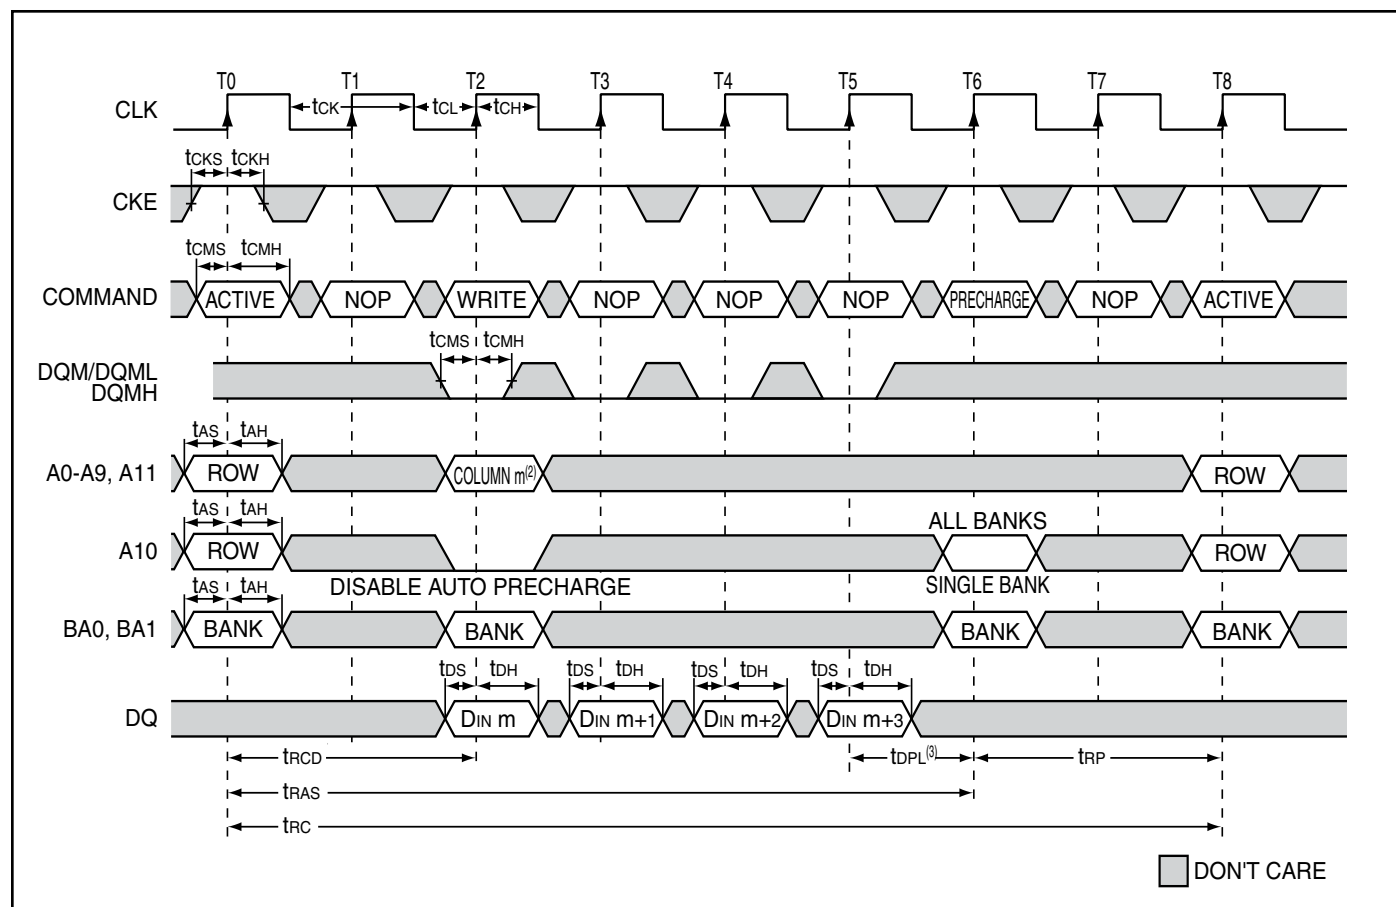 T0 T1 T2 T3 T4 T5 T6 T7 T8
CLK tCK tCL tCH
tCKS tCKH
CKE
tCMS tCMH
COMMAND ACTIVE NOP WRITE NOP NOP NOP PRECHARGE NOP ACTIVE
tCMS tCMH
DQM/DQML
DQMH
tAS tAH
A0-A9, A11 ROW COLUMN m(2) ROW
tAS tAH
ALL BANKS
A10 ROW ROW
DISABLE AUTO PRECHARGE SINGLE BANK
tAS tAH
BA0, BA1 BANK BANK BANK BANK
tDS tDH tDS tDH tDS tDH tDS tDH
DQ DIN m DIN m+1 DIN m+2 DIN m+3
tRCD tDPL(3) tRP
tRAS
tRC
DON'T CARE